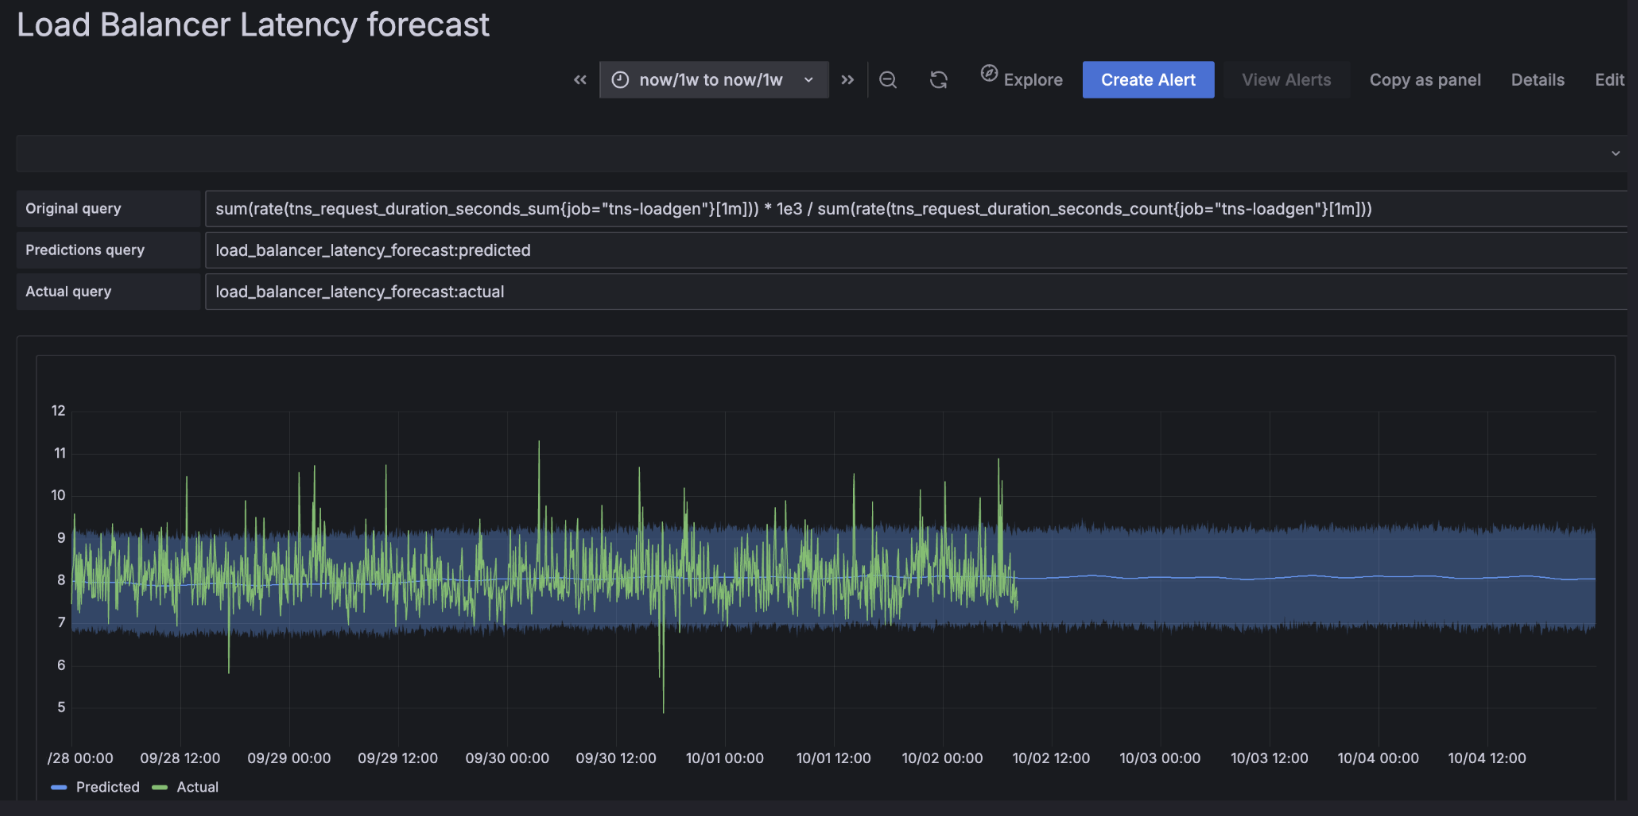 Load Balancer Latency forecast
now/1w to now/1w Explore Create Alert View Alerts Copy as panel Details Edit
Original query sum(rate(tns_request_duration_seconds_sum{job="tns-loadgen"}[1m])) * 1e3 / sum(rate(tns_request_duration_seconds_count{job="tns-loadgen"}[1m]))
Predictions query load_balancer_latency_forecast:predicted
Actual query load_balancer_latency_forecast:actual
12
11
10
9
8
7
6
5
/28 00:00 09/28 12:00 09/29 00:00 09/29 12:00 09/30 00:00 09/30 12:00 10/01 00:00 10/01 12:00 10/02 00:00 10/02 12:00 10/03 00:00 10/03 12:00 10/04 00:00 10/04 12:00
Predicted Actual